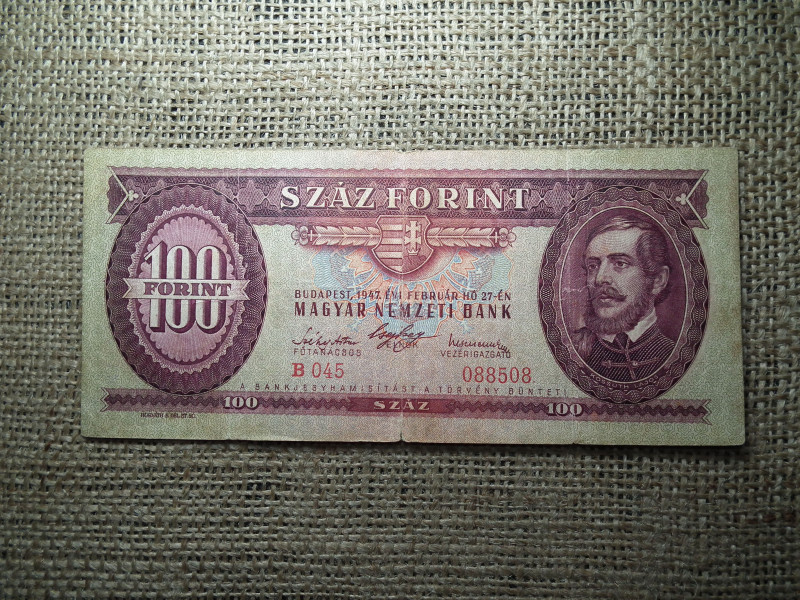 SZÁZ FORINT
100
FORINT
BUDAPEST, 1947. ÉVI FEBRUÁR HÓ 27-ÉN
MAGYAR NEMZETI BANK
FŐTANÁCSOS ELNÖK VEZÉRIGAZGATÓ
B 045 088508
A BANKJEGYHAMISÍTÁST A TÖRVÉNY BÜNTETI
100 SZÁZ 100